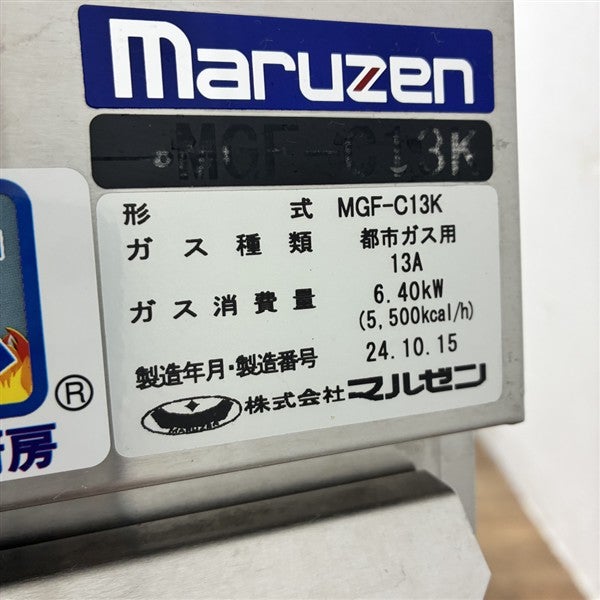 maruzen
MGF-C13K
形式 MGF-C13K
ガス種類 都市ガス用
13A
ガス消費量 6.40kW
(5,500kcal/h)
製造年月・製造番号 24.10.15
MARUZEN 株式会社マルゼン
®
房